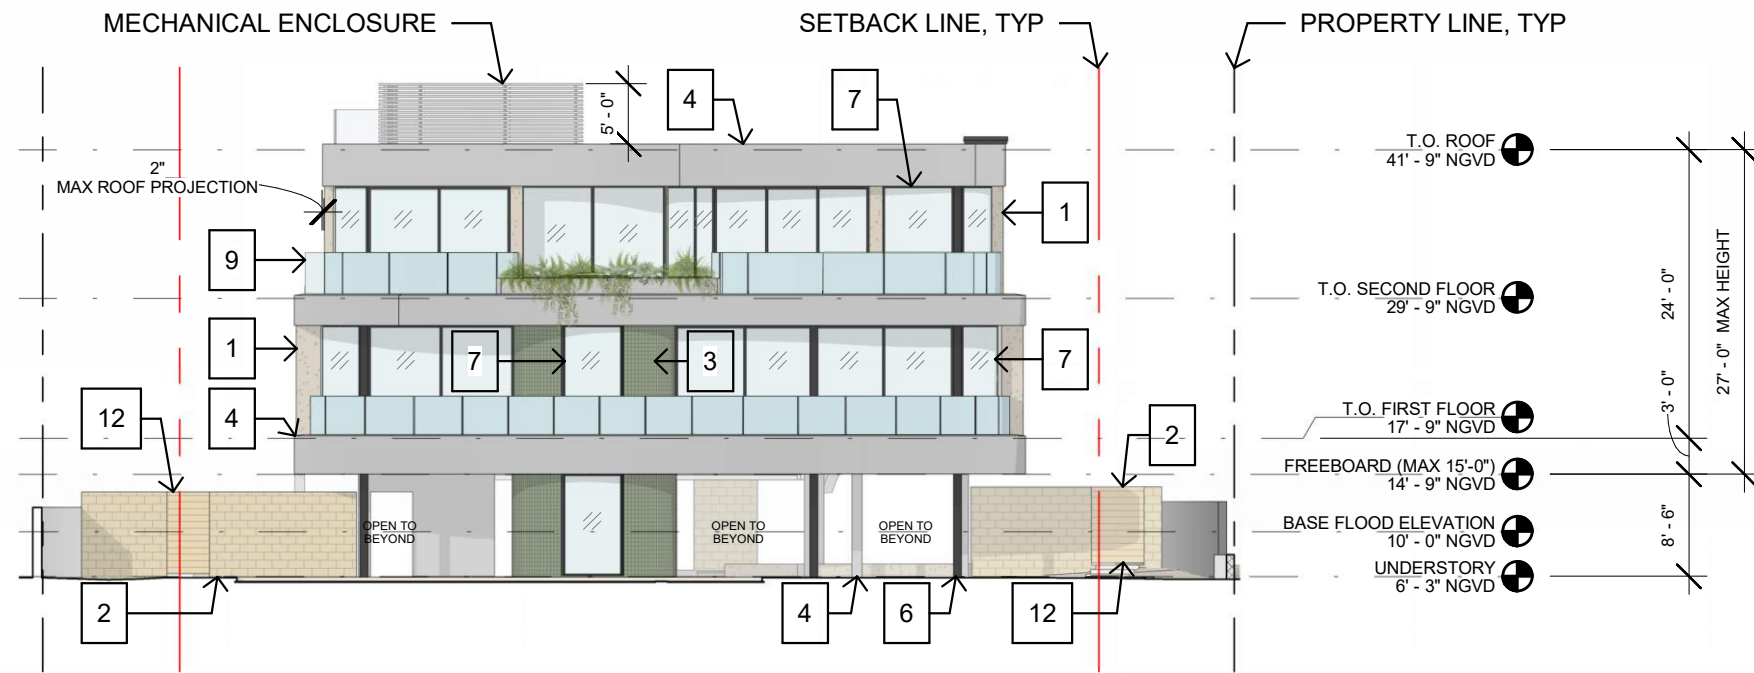 MECHANICAL ENCLOSURE
SETBACK LINE, TYP
PROPERTY LINE, TYP
5' - 0"
4
7
T.O. ROOF
41' - 9" NGVD
2"
MAX ROOF PROJECTION
1
9
T.O. SECOND FLOOR
29' - 9" NGVD
24' - 0"
27' - 0" MAX HEIGHT
1
7
3
7
12
4
T.O. FIRST FLOOR
17' - 9" NGVD
3' - 0"
2
FREEBOARD (MAX 15'-0")
14' - 9" NGVD
OPEN TO
BEYOND
OPEN TO
BEYOND
OPEN TO
BEYOND
BASE FLOOD ELEVATION
10' - 0" NGVD
8' - 6"
UNDERSTORY
6' - 3" NGVD
2
4
6
12